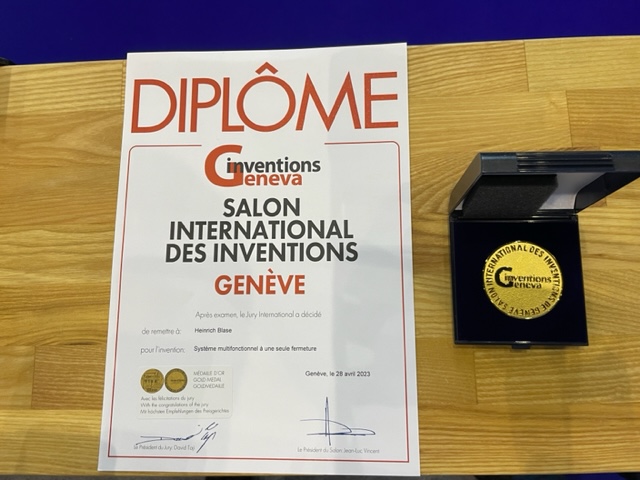 DIPLÔME
inventions
Geneva
SALON
INTERNATIONAL
DES INVENTIONS
GENÈVE
Après examen, le Jury International a décidé
de remettre à: Heinrich Blase
pour l'invention: Système multifonctionnel à une seule fermeture
Genève, le 28 avril 2023
MÉDAILLE D'OR
GOLD MEDAL
GOLDMEDAILLE
Avec les félicitations du jury
With the congratulations of the jury
Mit höchsten Empfehlungen des Preisgerichtes
Le Président du Jury: David Taji
Le Président du Salon: Jean-Luc Vincent
SALON INTERNATIONAL DES INVENTIONS DE GENÈVE
inventions
Geneva